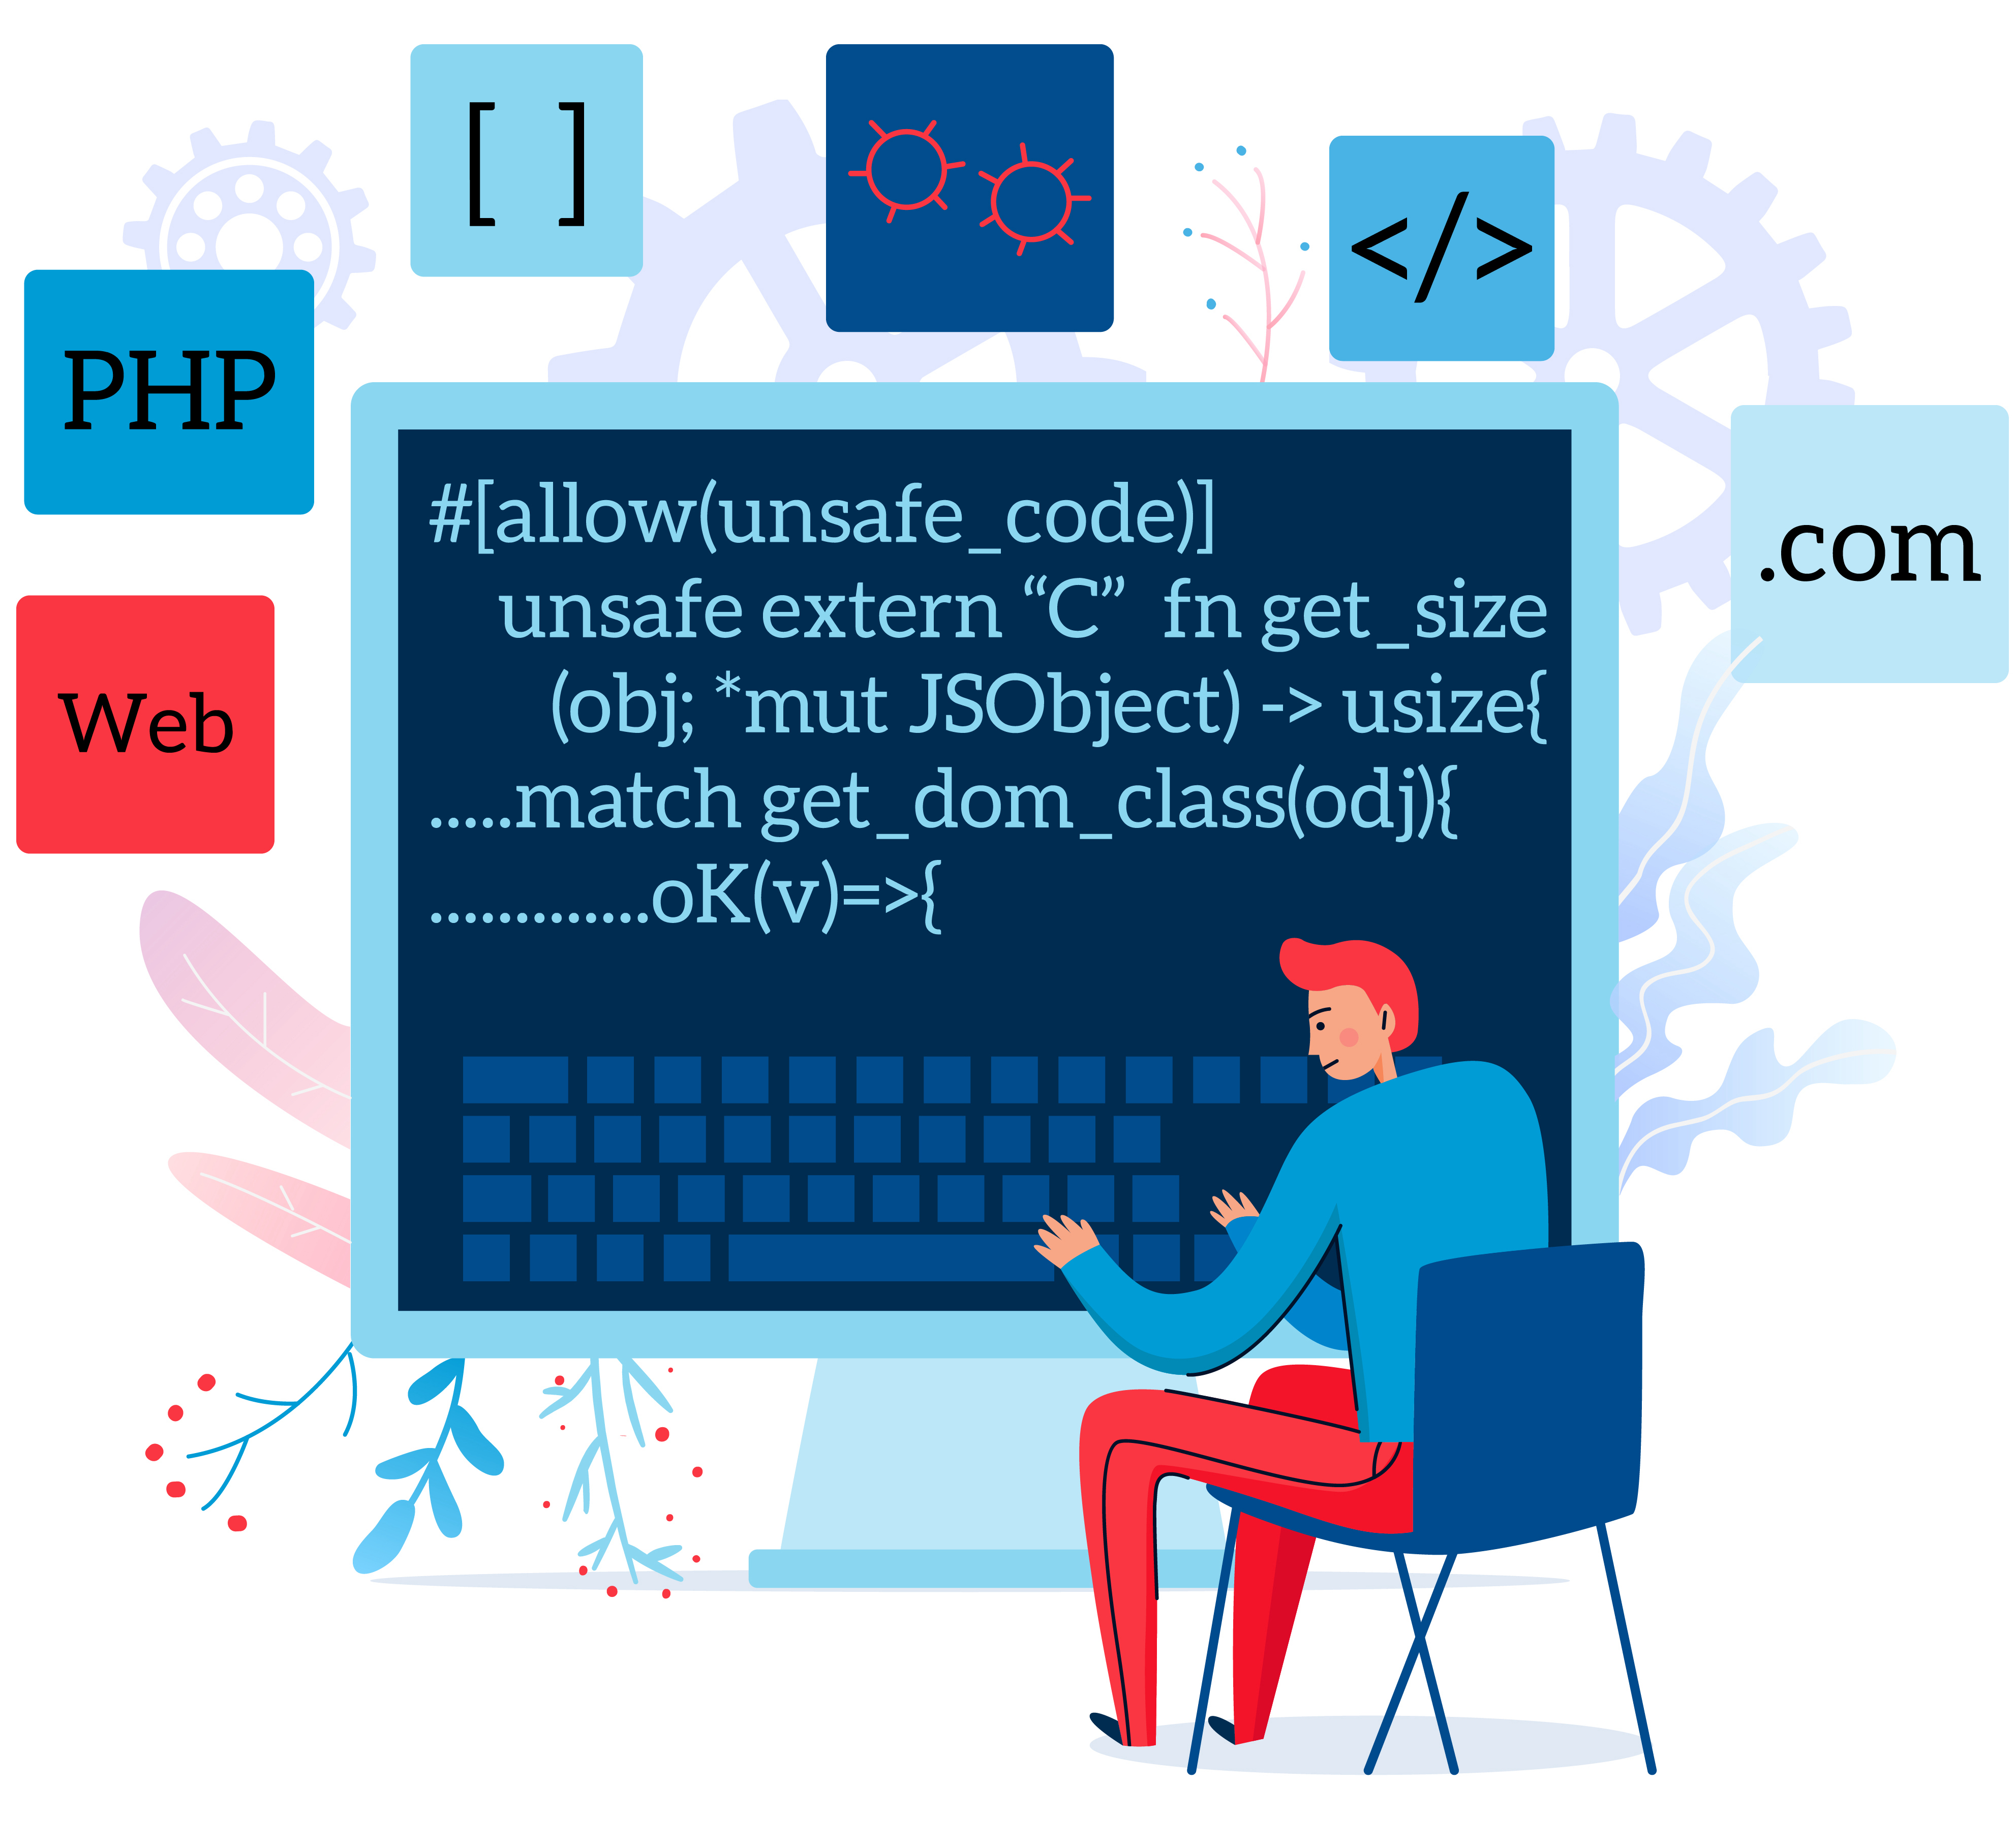 [ ]
</>
PHP
.com
Web
#[allow(unsafe_code)]
unsafe extern “C” fn get_size
(obj; *mut JSObject) -> usize{
.....match get_dom_class(odj){
.............oK(v)=>{